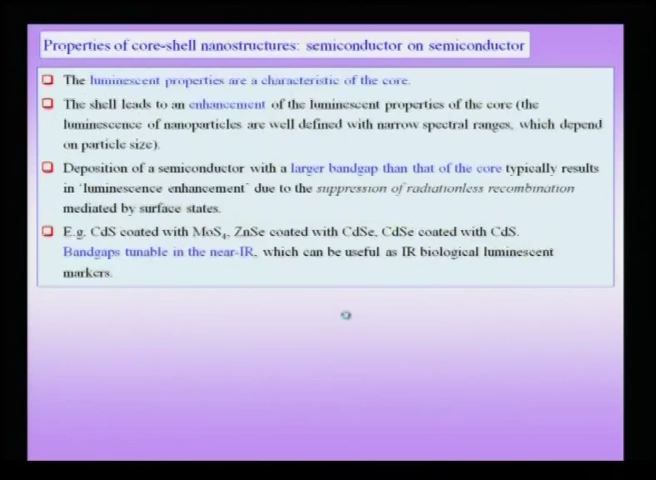 Properties of core-shell nanostructures: semiconductor on semiconductor
The luminescent properties are a characteristic of the core.
The shell leads to an enhancement of the luminescent properties of the core (the
luminescence of nanoparticles are well defined with narrow spectral ranges, which depend
on particle size).
Deposition of a semiconductor with a larger bandgap than that of the core typically results
in 'luminescence enhancement' due to the suppression of radiationless recombination
mediated by surface states.
E.g. CdS coated with MoS4, ZnSe coated with CdSe, CdSe coated with CdS.
Bandgaps tunable in the near-IR, which can be useful as IR biological luminescent
markers.